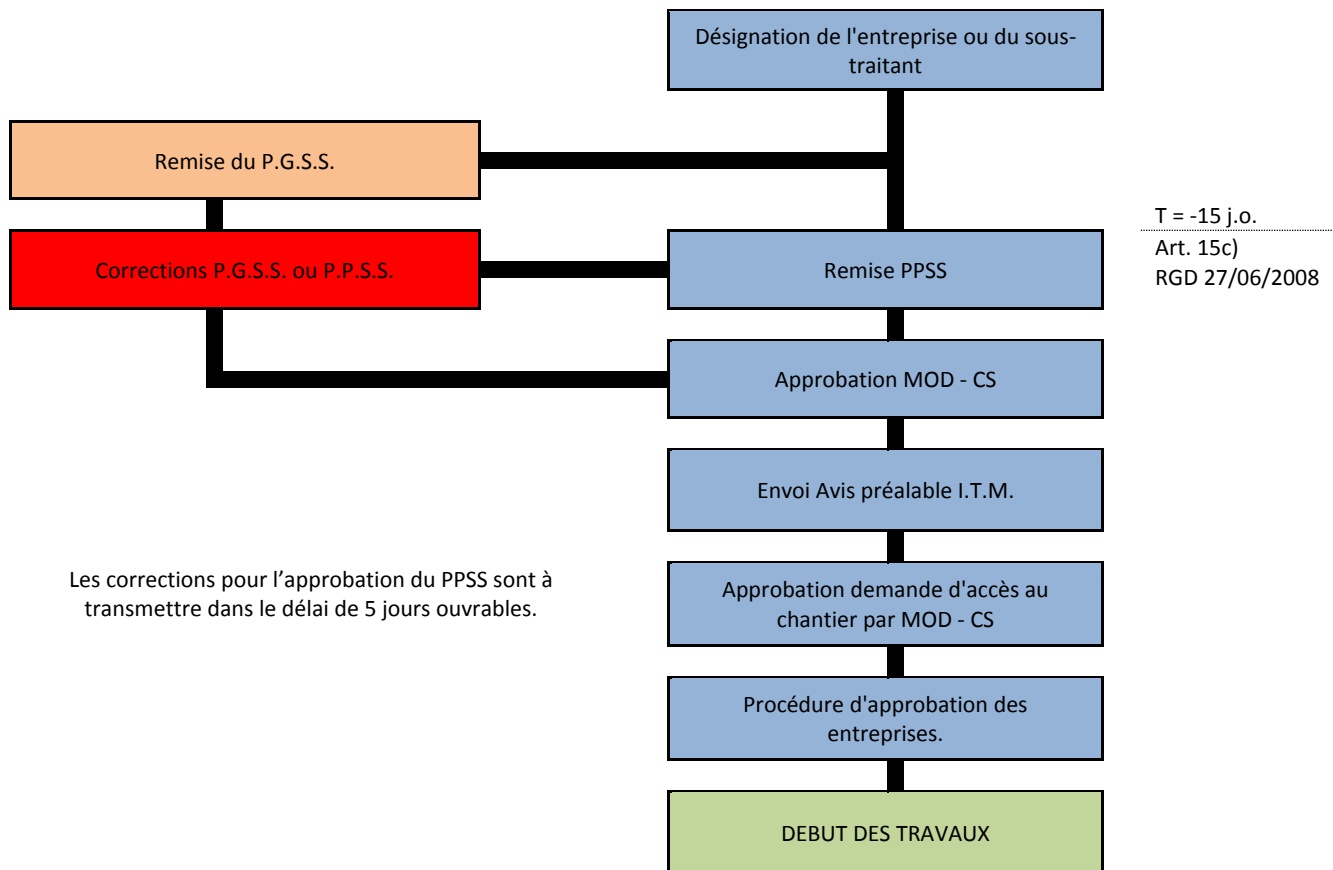 Désignation de l'entreprise ou du sous-
traitant
Remise du P.G.S.S.
T = -15 j.o.
Corrections P.G.S.S. ou P.P.S.S.
Remise PPSS
Art. 15c)
RGD 27/06/2008
Approbation MOD - CS
Envoi Avis préalable I.T.M.
Les corrections pour l’approbation du PPSS sont à
transmettre dans le délai de 5 jours ouvrables.
Approbation demande d'accès au
chantier par MOD - CS
Procédure d'approbation des
entreprises.
DEBUT DES TRAVAUX